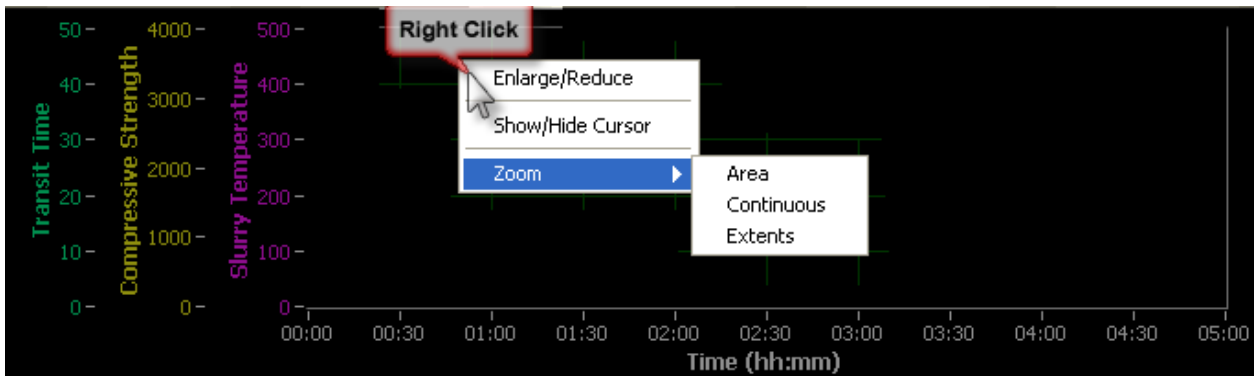 Right Click
Enlarge/Reduce
Show/Hide Cursor
Zoom
Area
Continuous
Extents
Transit Time
50
40
30
20
10
0
Compressive Strength
4000
3000
2000
1000
0
Slurry Temperature
500
400
300
200
100
0
00:00 00:30 01:00 01:30 02:00 02:30 03:00 03:30 04:00 04:30 05:00
Time (hh:mm)